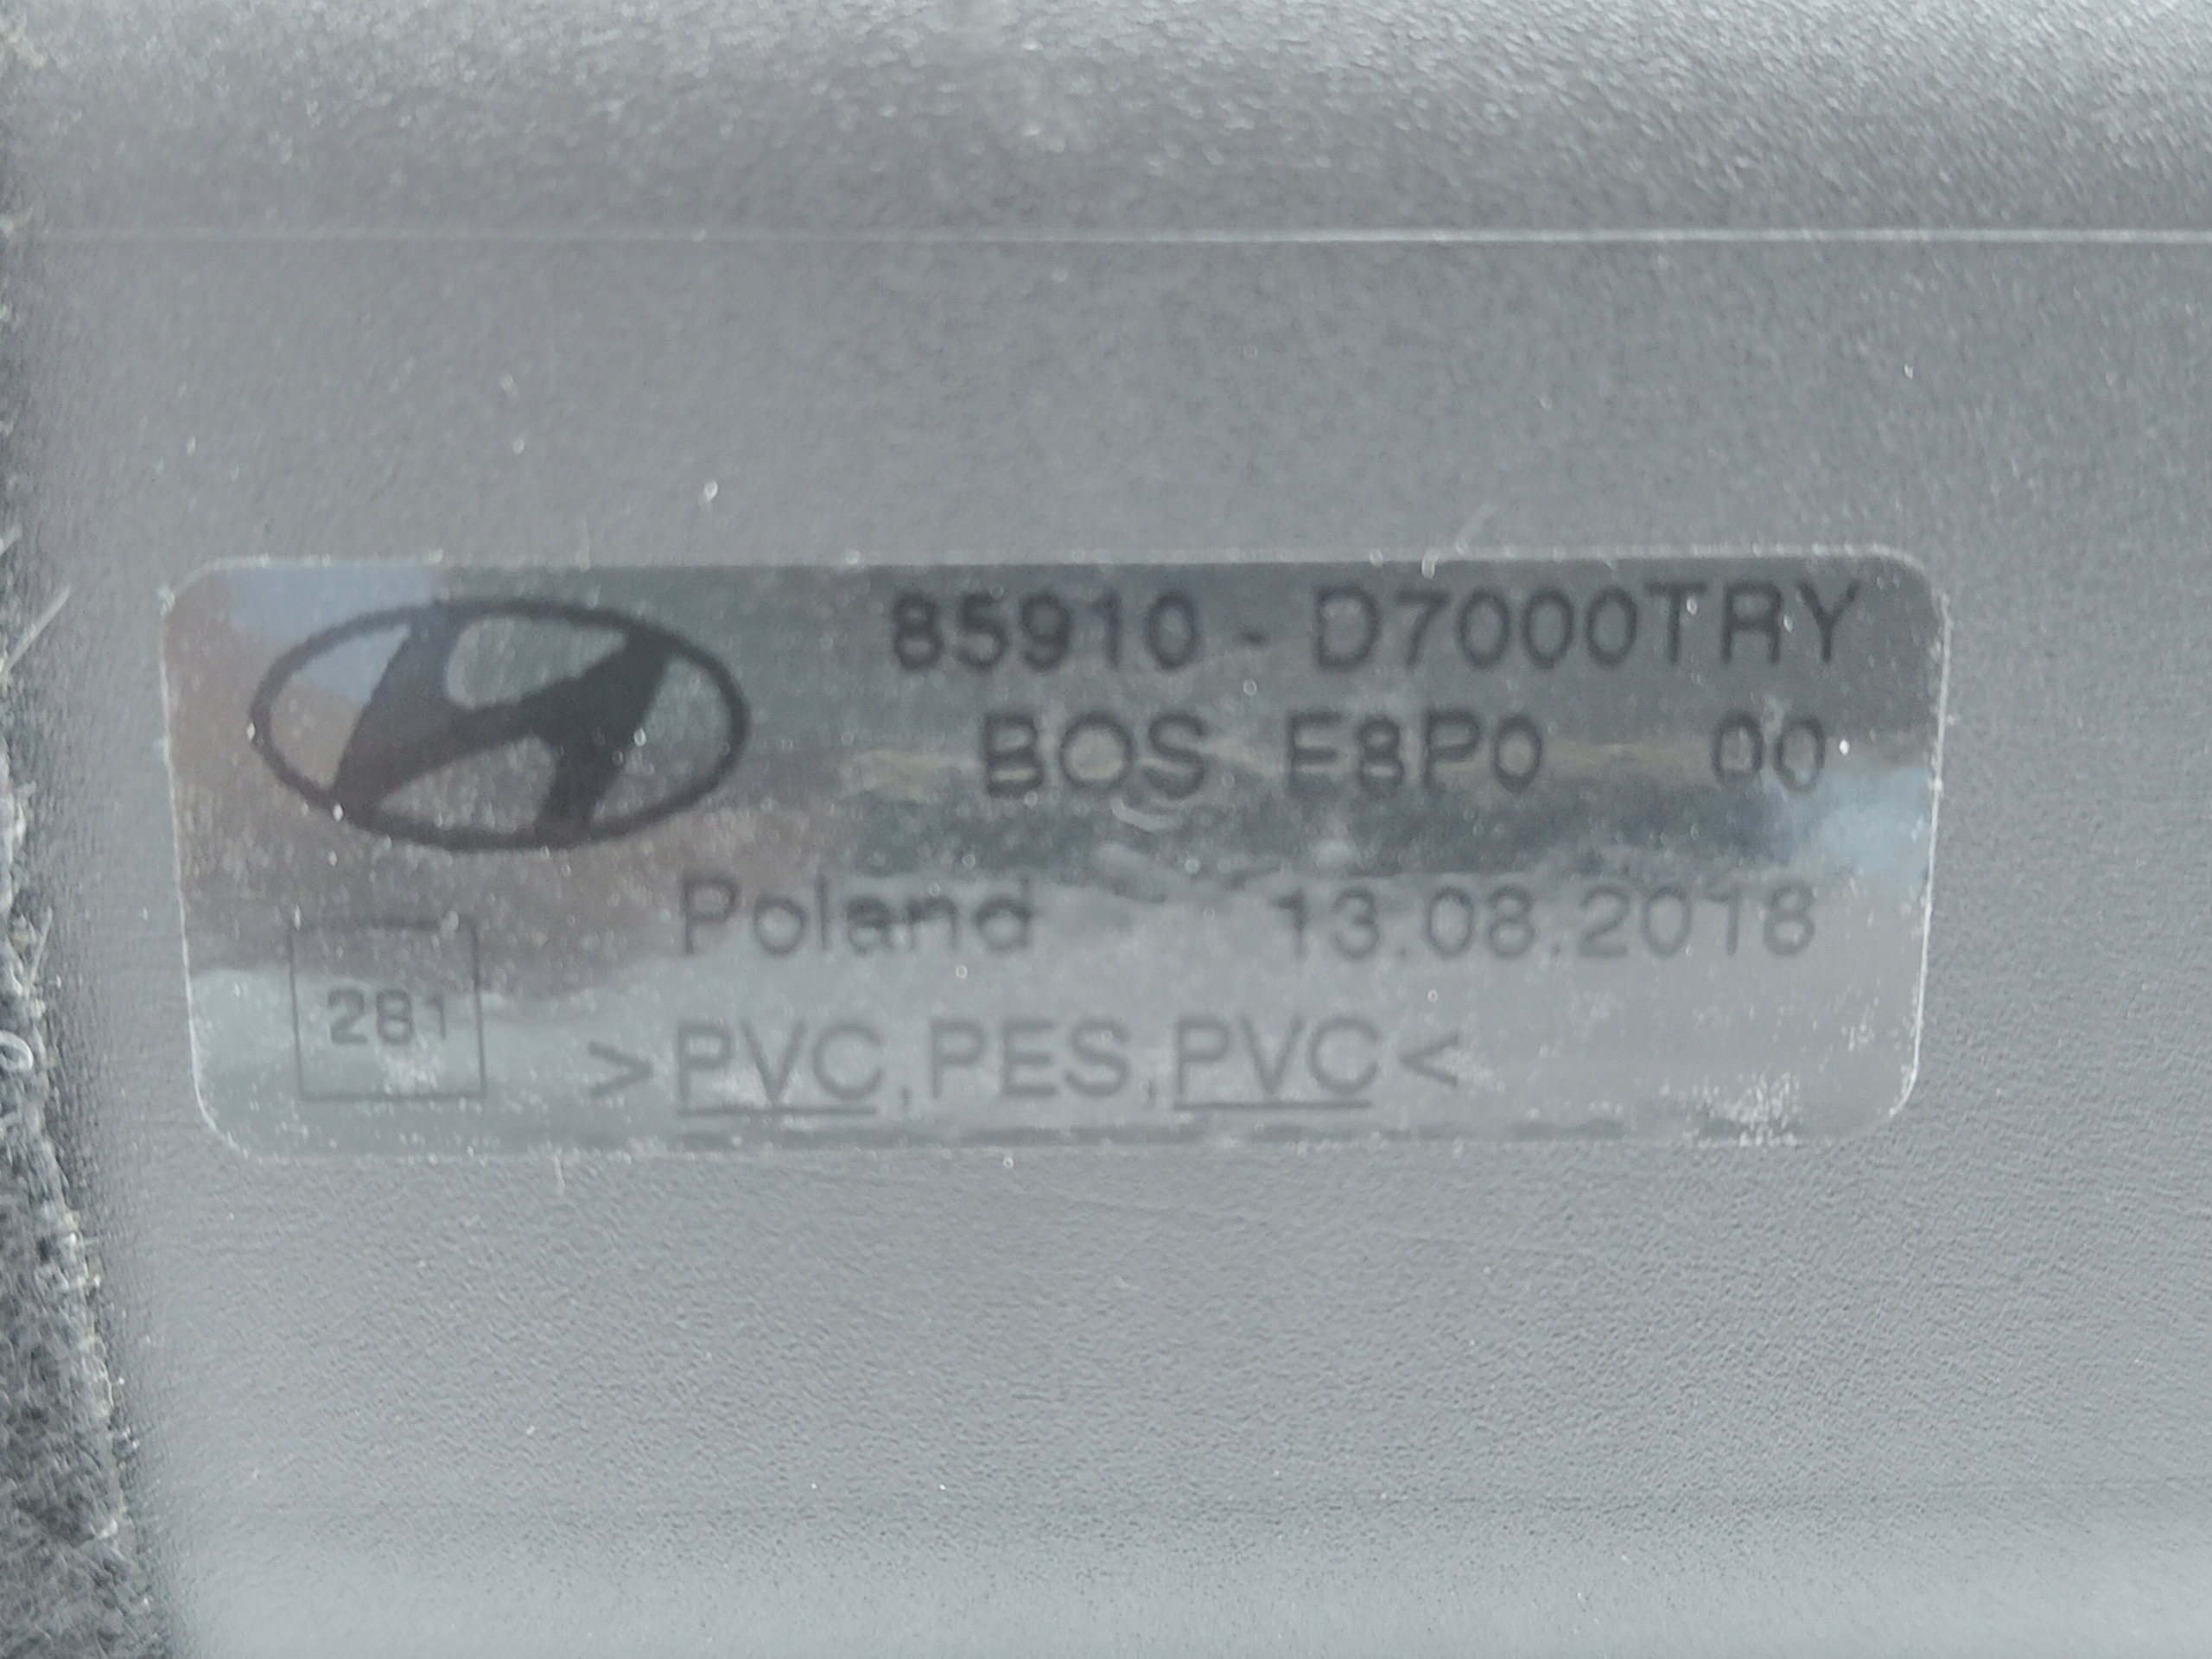 85910 - D7000TRY
BOS E8P0 00
Poland 13.08.2018
281
>PVC,PES,PVC<